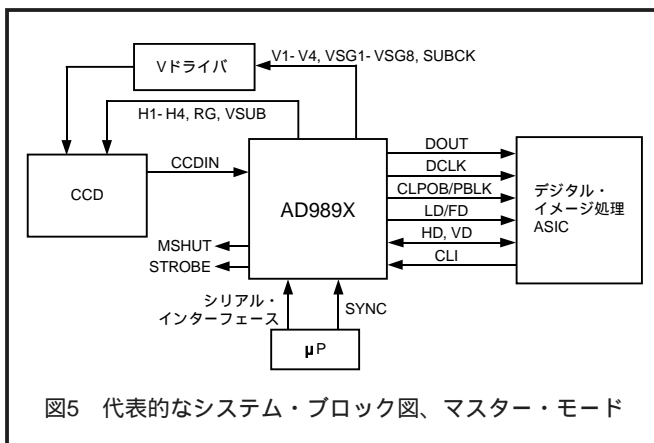 Vドライバ
V1- V4, VSG1- VSG8, SUBCK
H1- H4, RG, VSUB
CCD
CCDIN
AD989X
DOUT
DCLK
CLPOB/PBLK
LD/FD
HD, VD
CLI
デジタル・
イメージ処理
ASIC
MSHUT
STROBE
シリアル・
インターフェース
SYNC
μP
図5 代表的なシステム・ブロック図、マスター・モード